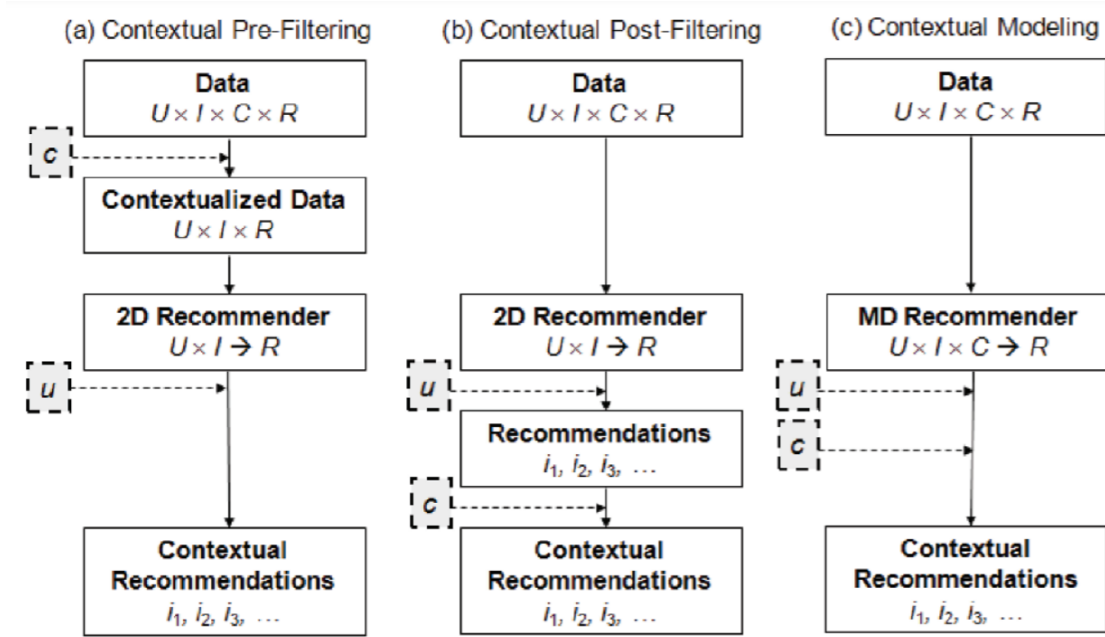 (a) Contextual Pre-Filtering
Data
U × I × C × R
c
Contextualized Data
U × I × R
2D Recommender
U × I → R
u
Contextual
Recommendations
i₁, i₂, i₃, …
(b) Contextual Post-Filtering
Data
U × I × C × R
2D Recommender
U × I → R
u
Recommendations
i₁, i₂, i₃, …
c
Contextual
Recommendations
i₁, i₂, i₃, …
(c) Contextual Modeling
Data
U × I × C × R
MD Recommender
U × I × C → R
u
c
Contextual
Recommendations
i₁, i₂, i₃, …